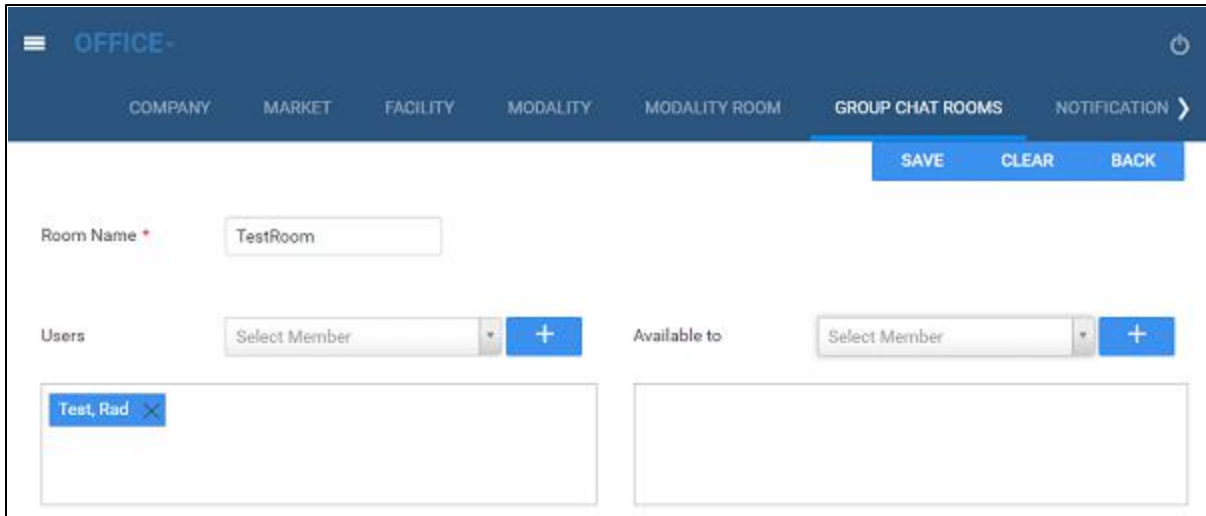 OFFICE-
COMPANY MARKET FACILITY MODALITY MODALITY ROOM GROUP CHAT ROOMS NOTIFICATION
SAVE CLEAR BACK
Room Name * TestRoom
Users Select Member + Available to Select Member +
Test, Rad